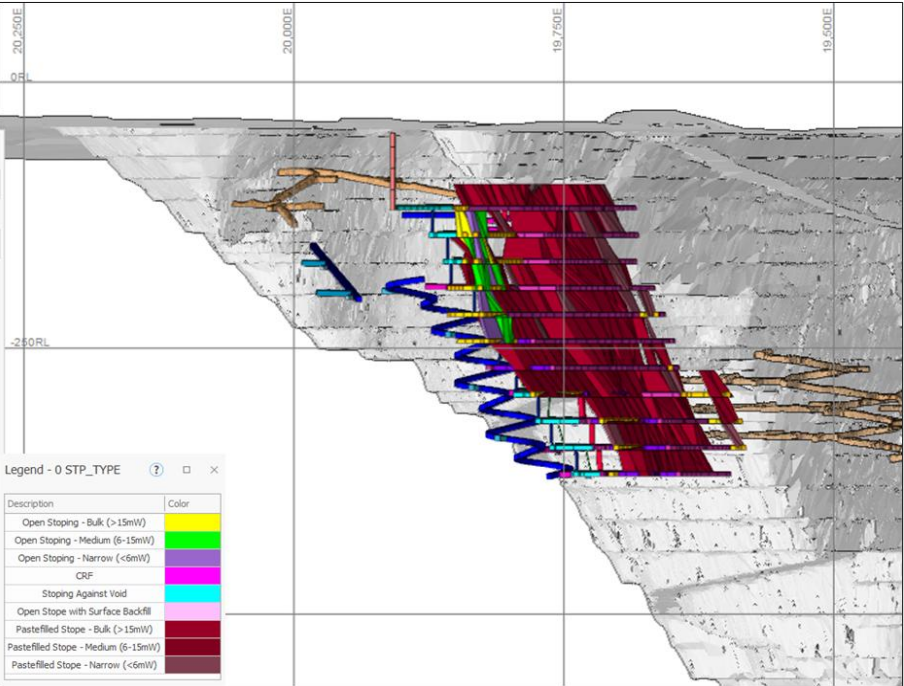 20,250E
20,000E
19,750E
19,500E
0RL
-250RL
Legend - 0 STP_TYPE
?
Description Color
Open Stoping - Bulk (>15mW)
Open Stoping - Medium (6-15mW)
Open Stoping - Narrow (<6mW)
CRF
Stoping Against Void
Open Stope with Surface Backfill
Pastefilled Stope - Bulk (>15mW)
Pastefilled Stope - Medium (6-15mW)
Pastefilled Stope - Narrow (<6mW)